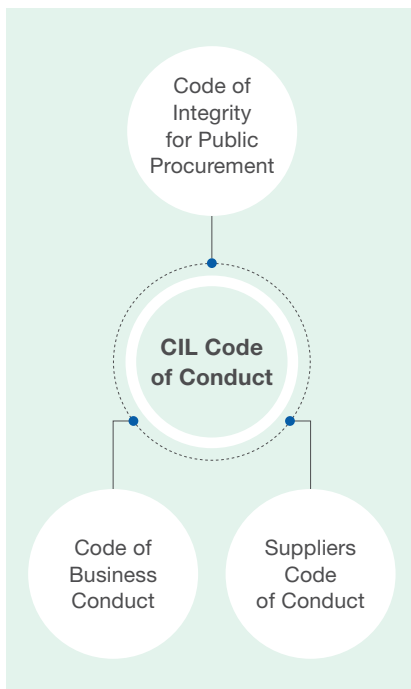 Code of
Integrity
for Public
Procurement
CIL Code
of Conduct
Code of
Business
Conduct
Suppliers
Code
of Conduct